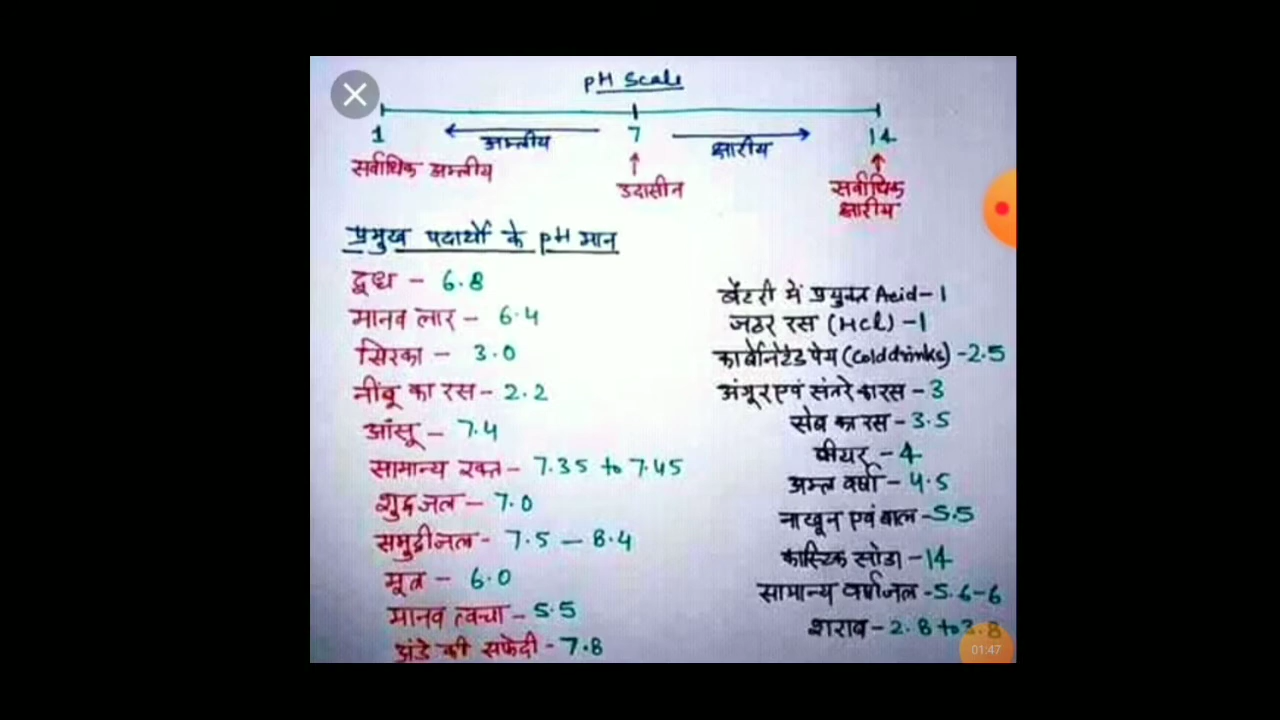 pH Scale
1 अम्लीय 7 क्षारीय 14
सर्वाधिक अम्लीय
उदासीन
सर्वाधिक
क्षारीय
प्रमुख पदार्थो के pH मान
दूध - 6.8
मानव लार - 6.4
सिरका - 3.0
नींबू का रस - 2.2
आंसू - 7.4
सामान्य रक्त - 7.35 to 7.45
शुद्ध जल - 7.0
समुद्री जल - 7.5 - 8.4
मूत्र - 6.0
मानव त्वचा - 5.5
अंडे की सफेदी - 7.8
बैटरी में प्रयुक्त Acid - 1
जठर रस (HCl) - 1
कार्बोनेटेड पेय (Cold drinks) - 2.5
अंगूर एवं संतरे का रस - 3
सेब का रस - 3.5
बीयर - 4
अम्ल वर्षा - 4.5
नाखून एवं बाल - 5.5
कास्टिक सोडा - 14
सामान्य वर्षाजल - 5.6-6
शराब - 2.8 to 3.8
01:47